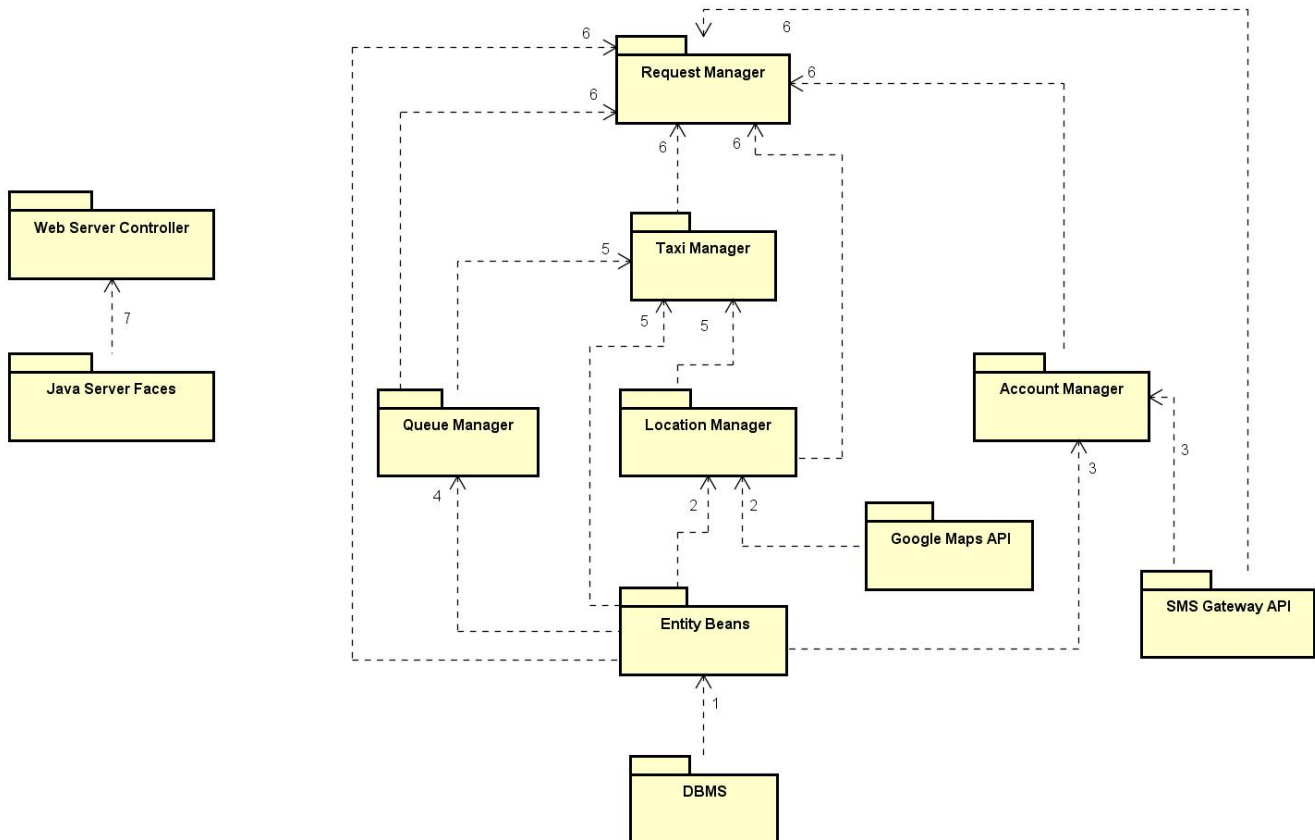 6
6
Request Manager
6
6
6
6
Web Server Controller
Taxi Manager
5
7
5
5
Java Server Faces
Account Manager
Queue Manager
Location Manager
3
3
4
2
2
Google Maps API
SMS Gateway API
Entity Beans
1
DBMS